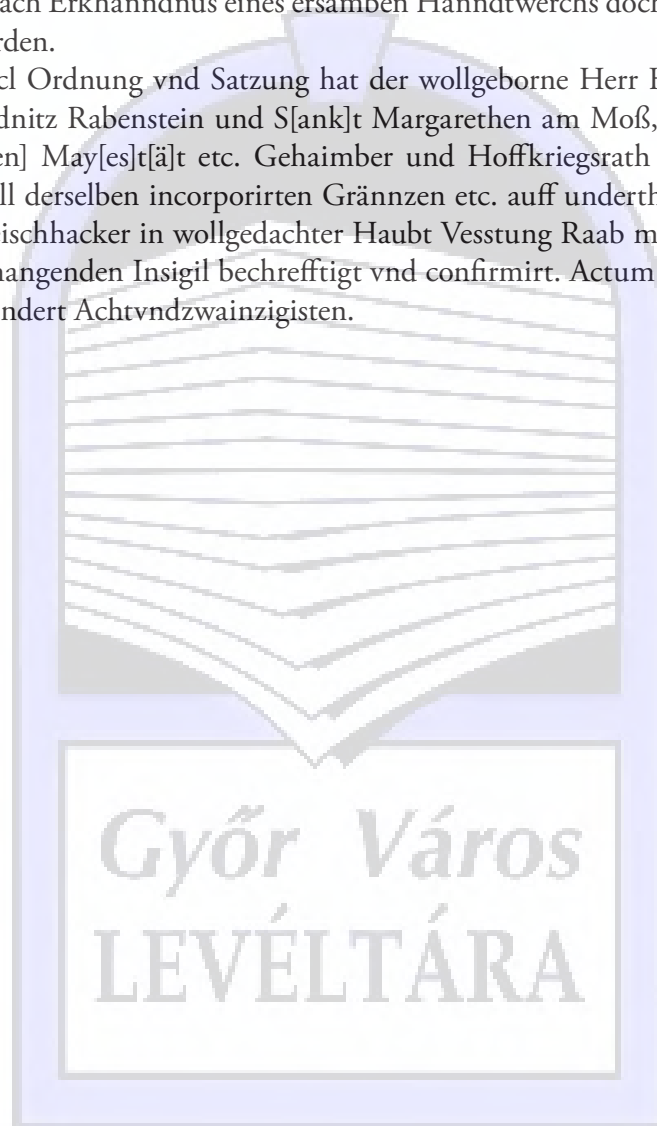 ach Erkhanndnus eines ersamben Hanndtwerchs doch
rden.
cl Ordnung vnd Satzung hat der wollgeborne Herr
dnitz Rabenstein und S[ank]t Margarethen am Moß,
en] May[es]t[ä]t etc. Gehaimber und Hoffkriegsrath
ll derselben incorporirten Grännzen etc. auff underth
eischhacker in wollgedachter Haubt Vesstung Raab m
nangenden Insigil bechrefftigt vnd confirmirt. Actum
ndert Achtvndzwainzigisten.
Győr Város
LEVÉLTÁRA